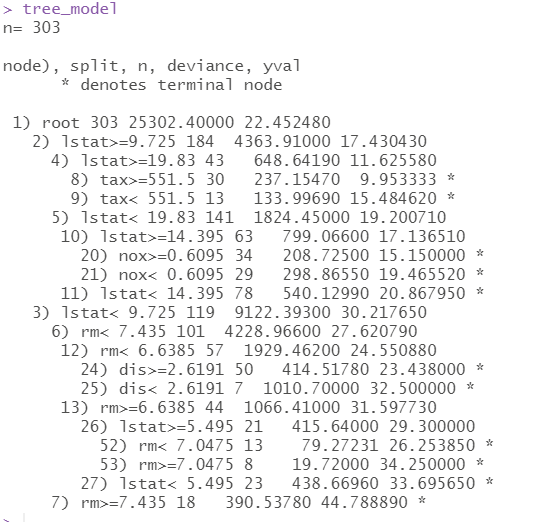 > tree_model
n= 303

node), split, n, deviance, yval
      * denotes terminal node

 1) root 303 25302.40000 22.452480
   2) lstat>=9.725 184  4363.91000 17.430430
     4) lstat>=19.83 43   648.64190 11.625580
       8) tax>=551.5 30   237.15470  9.953333 *
       9) tax< 551.5 13   133.99690 15.484620 *
     5) lstat< 19.83 141  1824.45000 19.200710
      10) lstat>=14.395 63   799.06600 17.136510
        20) nox>=0.6095 34   208.72500 15.150000 *
        21) nox< 0.6095 29   298.86550 19.465520 *
      11) lstat< 14.395 78   540.12990 20.867950 *
   3) lstat< 9.725 119  9122.39300 30.217650
     6) rm< 7.435 101  4228.96600 27.620790
      12) rm< 6.6385 57  1929.46200 24.550880
        24) dis>=2.6191 50   414.51780 23.438000 *
        25) dis< 2.6191 7  1010.70000 32.500000 *
      13) rm>=6.6385 44  1066.41000 31.597730
        26) lstat>=5.495 21   415.64000 29.300000
          52) rm< 7.0475 13    79.27231 26.253850 *
          53) rm>=7.0475 8    19.72000 34.250000 *
        27) lstat< 5.495 23   438.66960 33.695650 *
     7) rm>=7.435 18   390.53780 44.788890 *
>